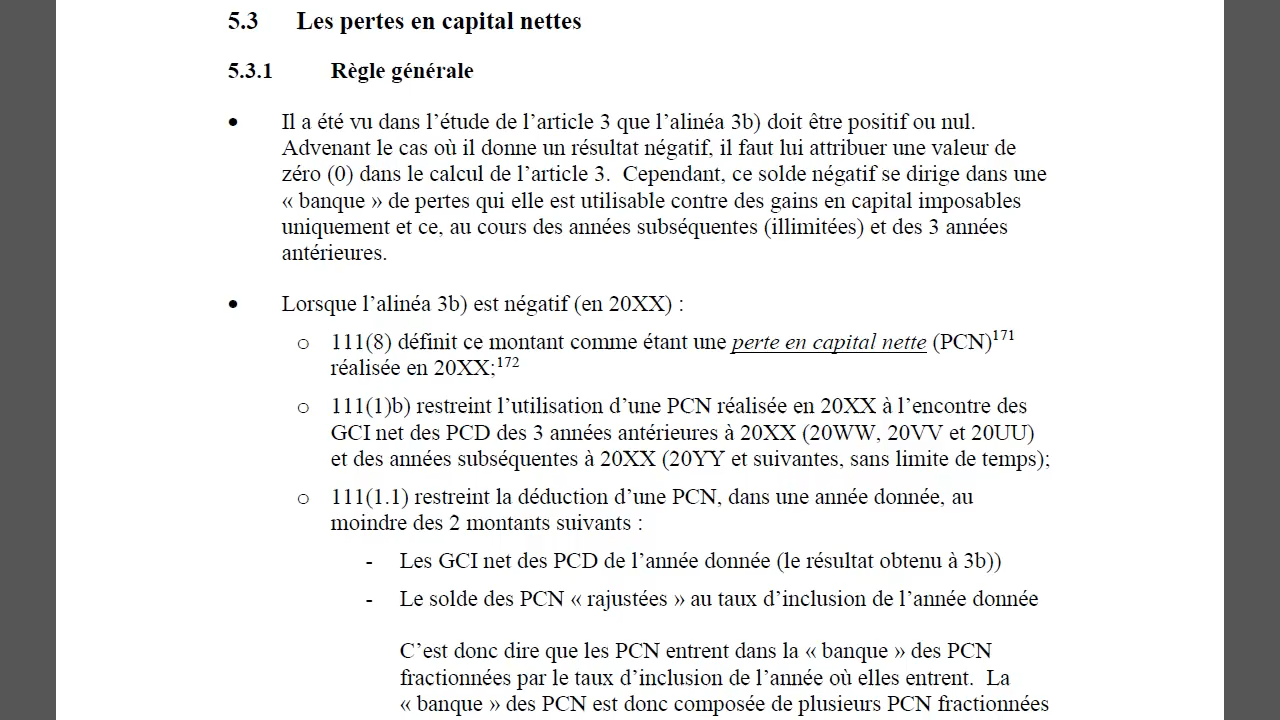 5.3 Les pertes en capital nettes
5.3.1 Règle générale
• Il a été vu dans l’étude de l’article 3 que l’alinéa 3b) doit être positif ou nul.
Advenant le cas où il donne un résultat négatif, il faut lui attribuer une valeur de
zéro (0) dans le calcul de l’article 3. Cependant, ce solde négatif se dirige dans une
« banque » de pertes qui elle est utilisable contre des gains en capital imposables
uniquement et ce, au cours des années subséquentes (illimitées) et des 3 années
antérieures.
• Lorsque l’alinéa 3b) est négatif (en 20XX) :
o 111(8) définit ce montant comme étant une perte en capital nette (PCN)171
réalisée en 20XX;172
o 111(1)b) restreint l’utilisation d’une PCN réalisée en 20XX à l’encontre des
GCI net des PCD des 3 années antérieures à 20XX (20WW, 20VV et 20UU)
et des années subséquentes à 20XX (20YY et suivantes, sans limite de temps);
o 111(1.1) restreint la déduction d’une PCN, dans une année donnée, au
moindre des 2 montants suivants :
- Les GCI net des PCD de l’année donnée (le résultat obtenu à 3b))
- Le solde des PCN « rajustées » au taux d’inclusion de l’année donnée
C’est donc dire que les PCN entrent dans la « banque » des PCN
fractionnées par le taux d’inclusion de l’année où elles entrent. La
« banque » des PCN est donc composée de plusieurs PCN fractionnées